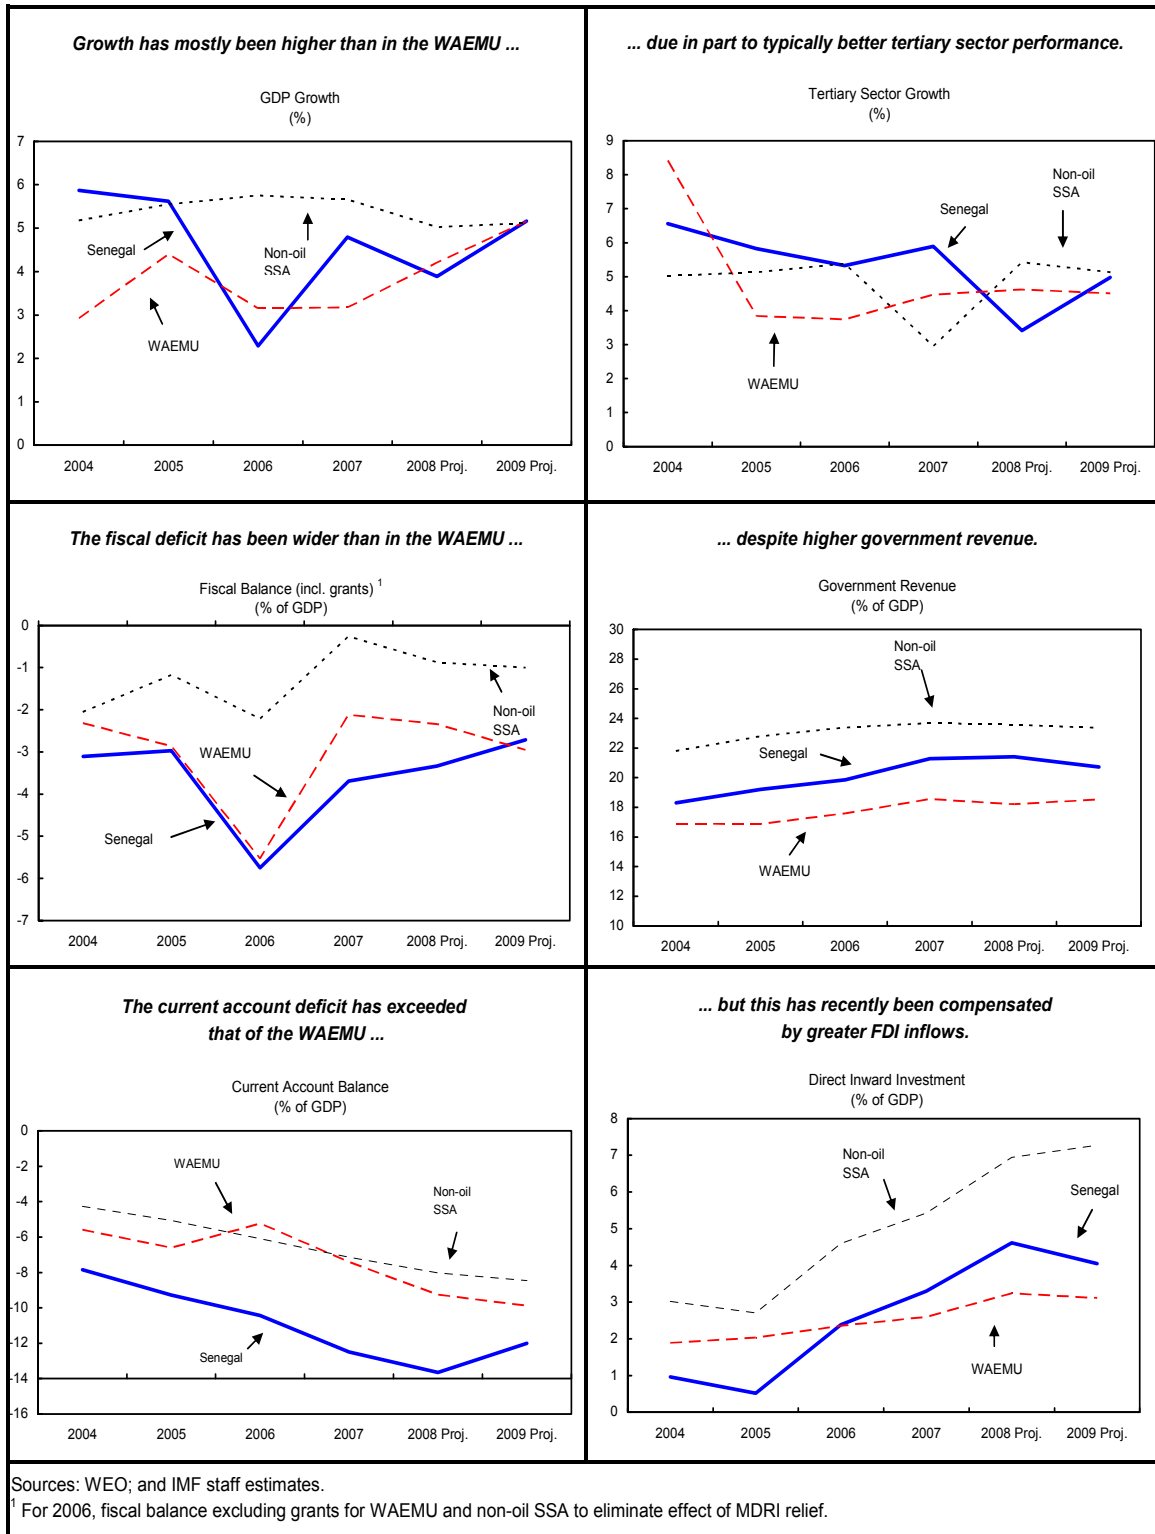 Growth has mostly been higher than in the WAEMU ...
GDP Growth
(%)
7
6
5
4
3
2
1
0
Senegal
Non-oil
SSA
WAEMU
2004 2005 2006 2007 2008 Proj. 2009 Proj.
... due in part to typically better tertiary sector performance.
Tertiary Sector Growth
(%)
9
8
7
6
5
4
3
2
1
0
Non-oil
SSA
Senegal
WAEMU
2004 2005 2006 2007 2008 Proj. 2009 Proj.
The fiscal deficit has been wider than in the WAEMU ...
Fiscal Balance (incl. grants) 1
(% of GDP)
0
-1
-2
-3
-4
-5
-6
-7
Non-oil
SSA
WAEMU
Senegal
2004 2005 2006 2007 2008 Proj. 2009 Proj.
... despite higher government revenue.
Government Revenue
(% of GDP)
30
28
26
24
22
20
18
16
14
12
10
Non-oil
SSA
Senegal
WAEMU
2004 2005 2006 2007 2008 Proj. 2009 Proj.
The current account deficit has exceeded
that of the WAEMU ...
Current Account Balance
(% of GDP)
0
-2
-4
-6
-8
-10
-12
-14
-16
WAEMU
Non-oil
SSA
Senegal
2004 2005 2006 2007 2008 Proj. 2009 Proj.
... but this has recently been compensated
by greater FDI inflows.
Direct Inward Investment
(% of GDP)
8
7
6
5
4
3
2
1
0
Non-oil
SSA
Senegal
WAEMU
2004 2005 2006 2007 2008 Proj. 2009 Proj.
Sources: WEO; and IMF staff estimates.
1 For 2006, fiscal balance excluding grants for WAEMU and non-oil SSA to eliminate effect of MDRI relief.